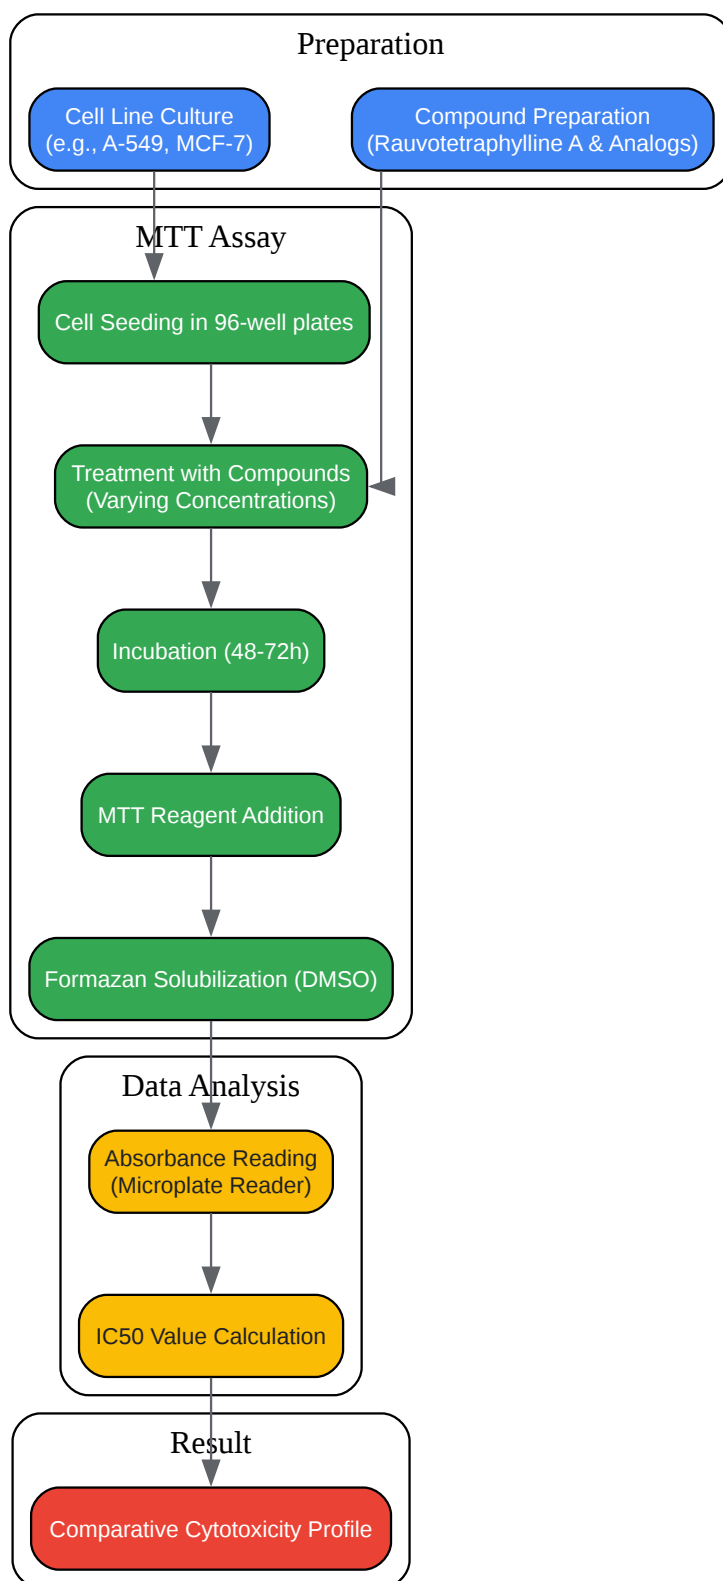 Preparation
Cell Line Culture
(e.g., A-549, MCF-7)
Compound Preparation
(Rauvotetraphylline A & Analogs)
MTT Assay
Cell Seeding in 96-well plates
Treatment with Compounds
(Varying Concentrations)
Incubation (48-72h)
MTT Reagent Addition
Formazan Solubilization (DMSO)
Data Analysis
Absorbance Reading
(Microplate Reader)
IC50 Value Calculation
Result
Comparative Cytotoxicity Profile